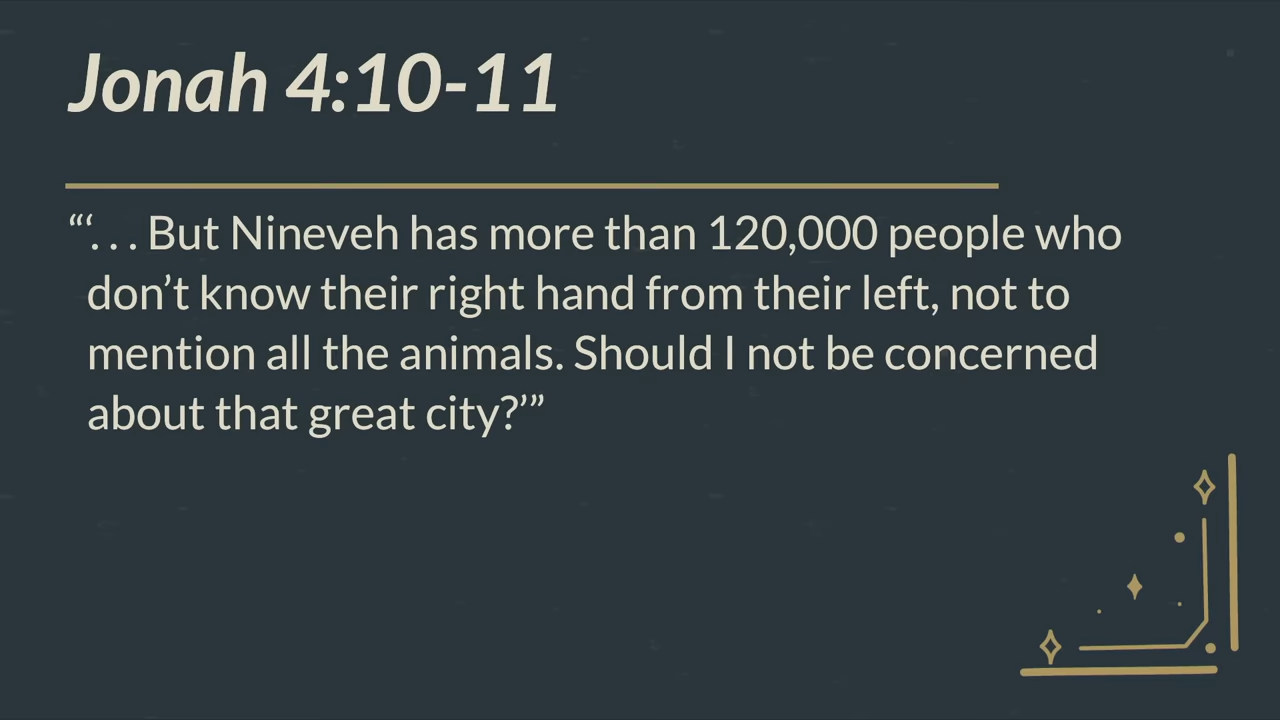 Jonah 4:10-11
“‘. . . But Nineveh has more than 120,000 people who
don’t know their right hand from their left, not to
mention all the animals. Should I not be concerned
about that great city?’”